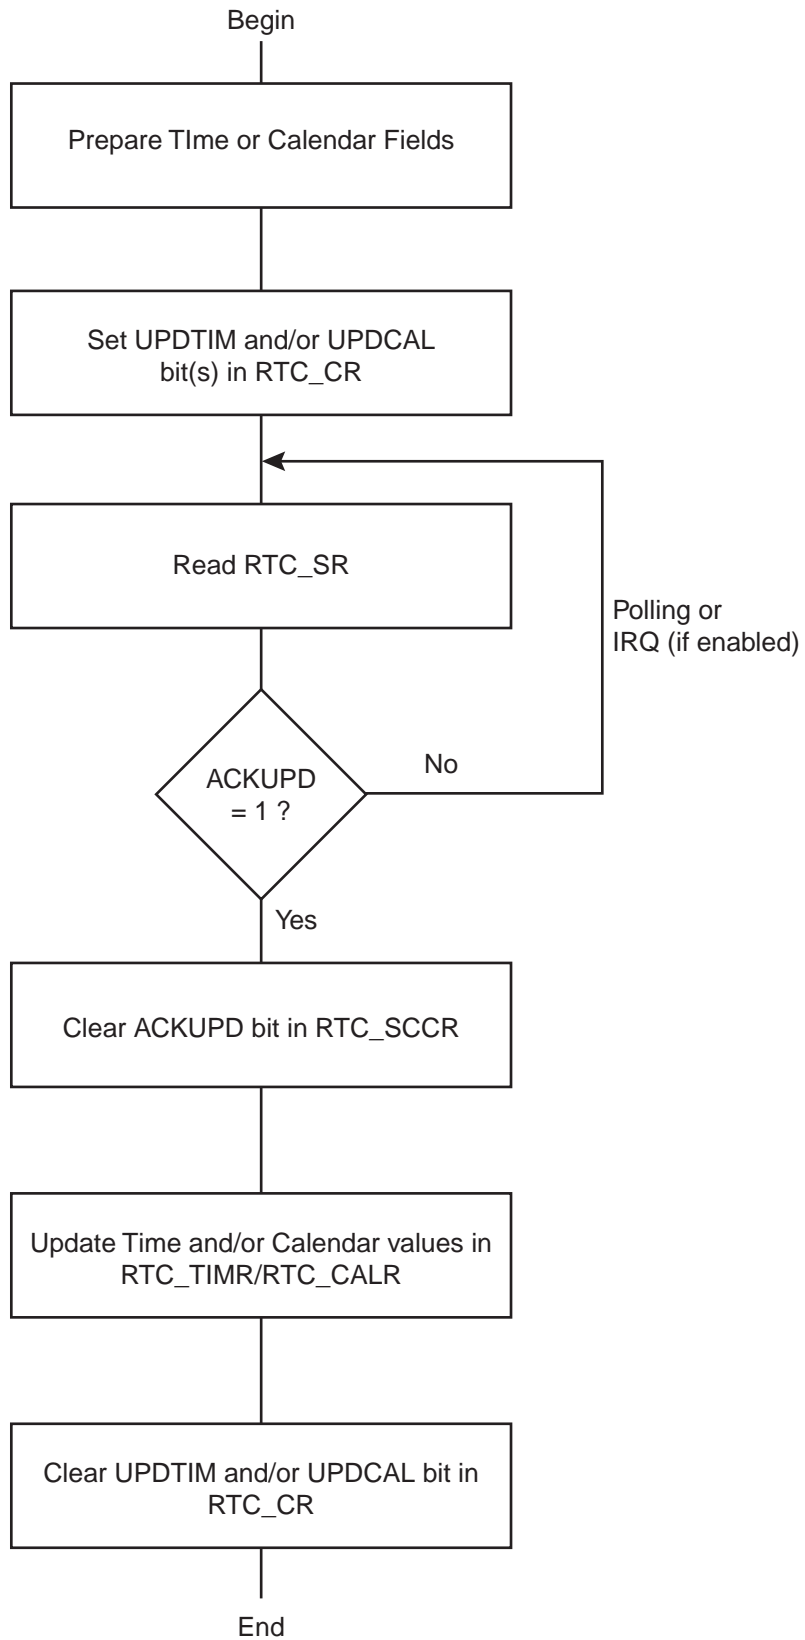 Begin
Prepare TIme or Calendar Fields
Set UPDTIM and/or UPDCAL
bit(s) in RTC_CR
Read RTC_SR
Polling or
IRQ (if enabled)
ACKUPD
= 1 ?
No
Yes
Clear ACKUPD bit in RTC_SCCR
Update Time and/or Calendar values in
RTC_TIMR/RTC_CALR
Clear UPDTIM and/or UPDCAL bit in
RTC_CR
End